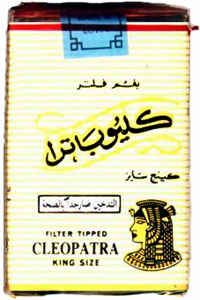 بفم فلتر
كليوباترا
كينج سايز
التدخين ضار جداً بالصحة
FILTER TIPPED
CLEOPATRA
KING SIZE